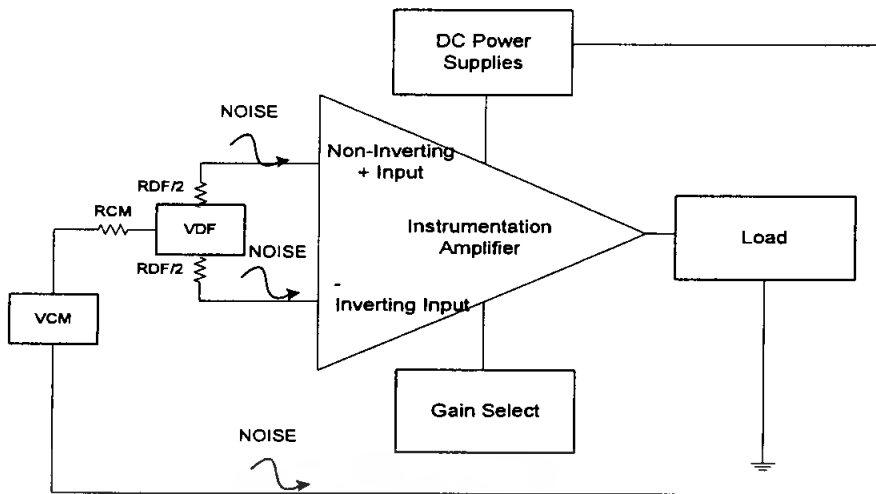 DC Power
Supplies
NOISE
Non-Inverting
+ Input
RDF/2
RCM
VDF
Instrumentation
Amplifier
Load
RDF/2
NOISE
-
Inverting Input
VCM
Gain Select
NOISE